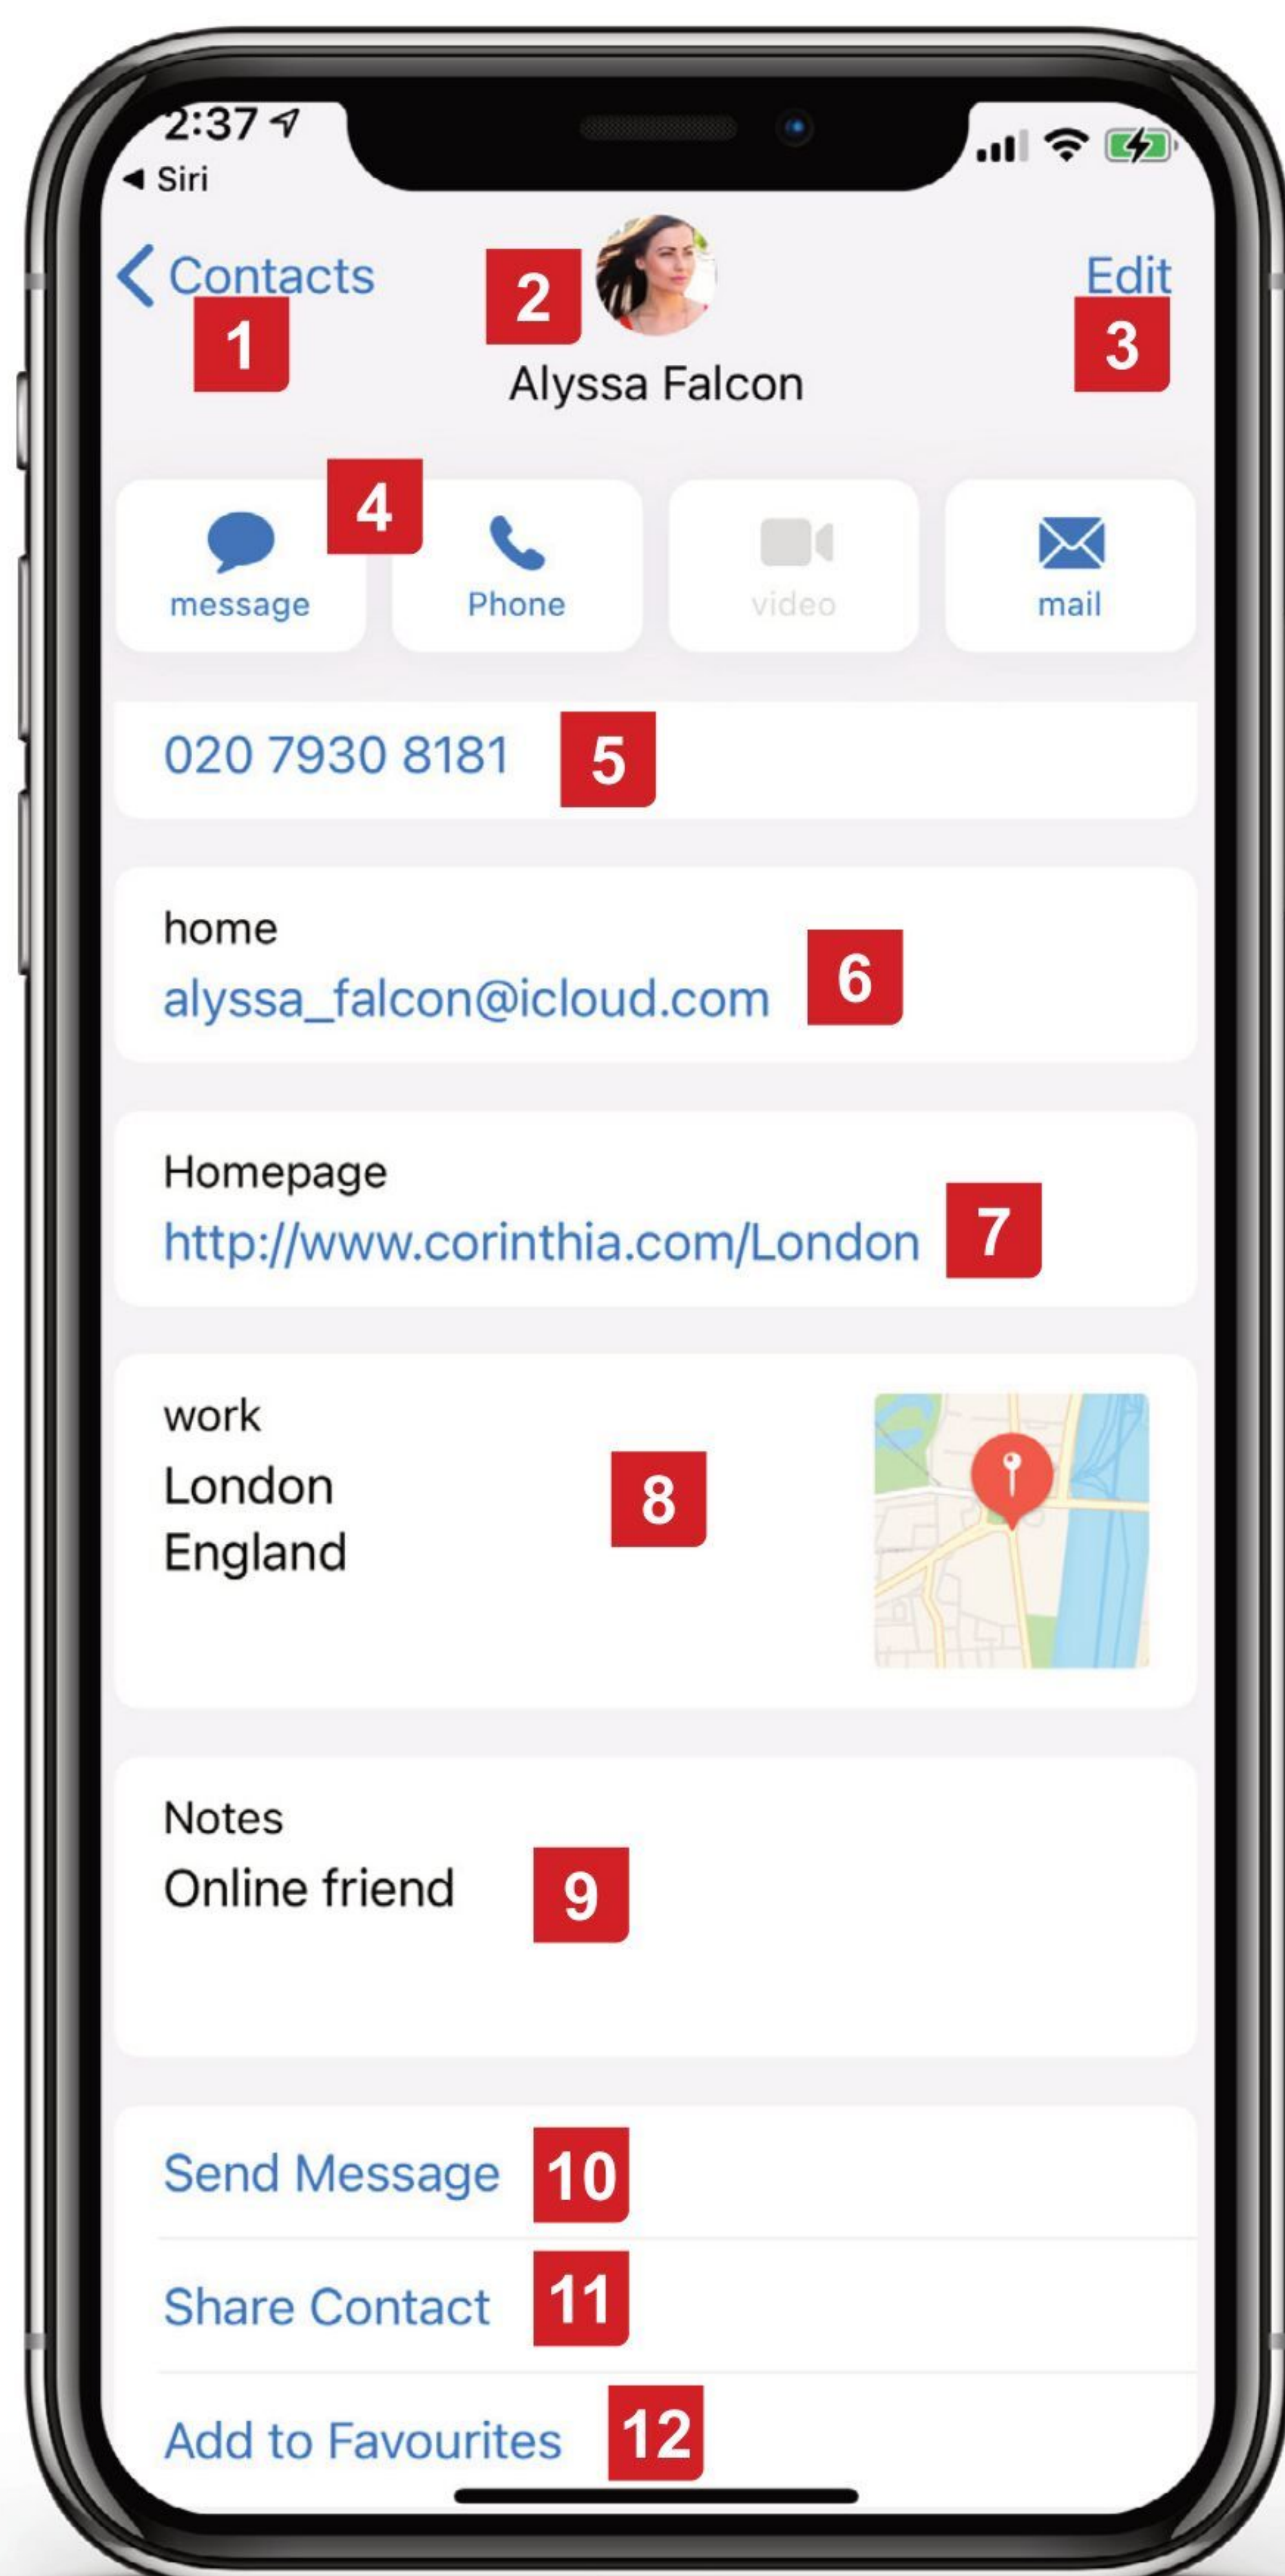 2:37
◀ Siri
Contacts
Edit
1
2
3
Alyssa Falcon
4
message
Phone
video
mail
020 7930 8181
5
home
alyssa_falcon@icloud.com
6
Homepage
http://www.corinthia.com/London
7
work
London
England
8
Notes
Online friend
9
Send Message
10
Share Contact
11
Add to Favourites
12